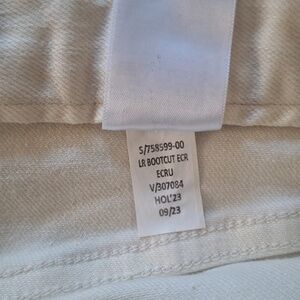 S/758599-00
LR BOOTCUT ECR
ECRU
V/307084
HOL'23
09/23